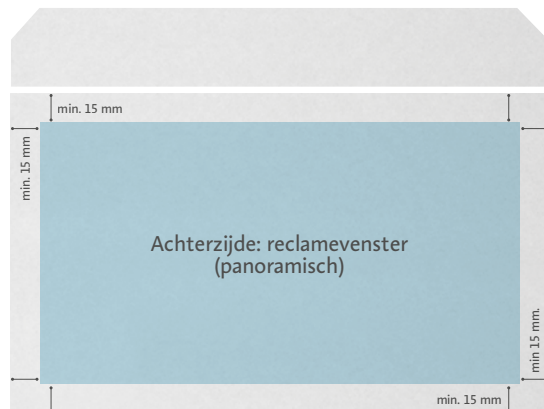 min. 15 mm
min. 15 mm
Achterzijde: reclamevenster
(panoramisch)
min 15 mm.
min. 15 mm